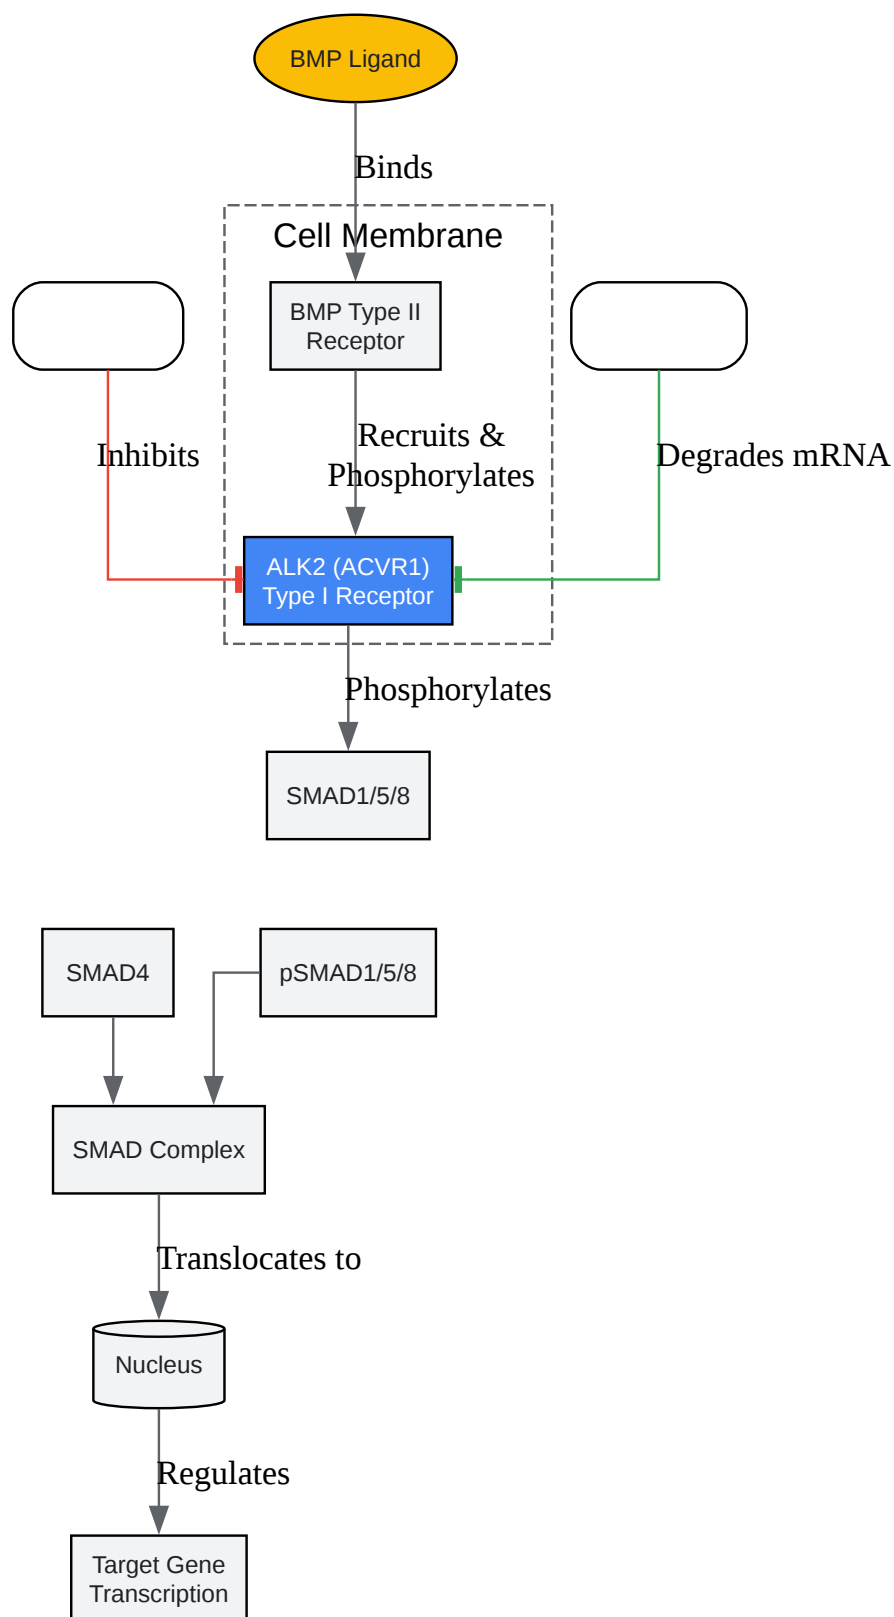 BMP Ligand
Binds
Cell Membrane
BMP Type II
Receptor
Inhibits
Recruits &
Phosphorylates
Degrades mRNA
ALK2 (ACVR1)
Type I Receptor
Phosphorylates
SMAD1/5/8
SMAD4
pSMAD1/5/8
SMAD Complex
Translocates to
Nucleus
Regulates
Target Gene
Transcription